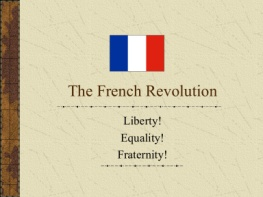 The French Revolution
Liberty!
Equality!
Fraternity!